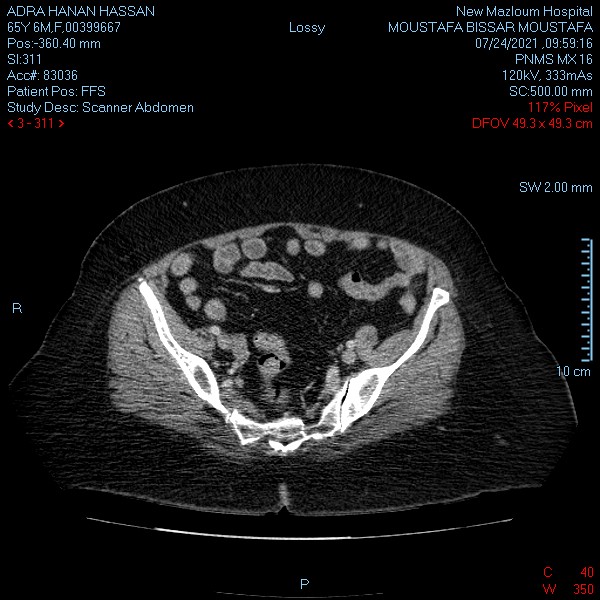 ADRA HANAN HASSAN
65Y 6M,F,00399667
Pos:-360.40 mm
SI:311
Acc#: 83036
Patient Pos: FFS
Study Desc: Scanner Abdomen
< 3 - 311 >
Lossy
New Mazloum Hospital
MOUSTAFA BISSAR MOUSTAFA
07/24/2021 ,09:59:16
PNMS MX 16
120kV, 333mAs
SC:500.00 mm
117% Pixel
DFOV 49.3 x 49.3 cm
SW 2.00 mm
R
10 cm
P
C 40
W 350